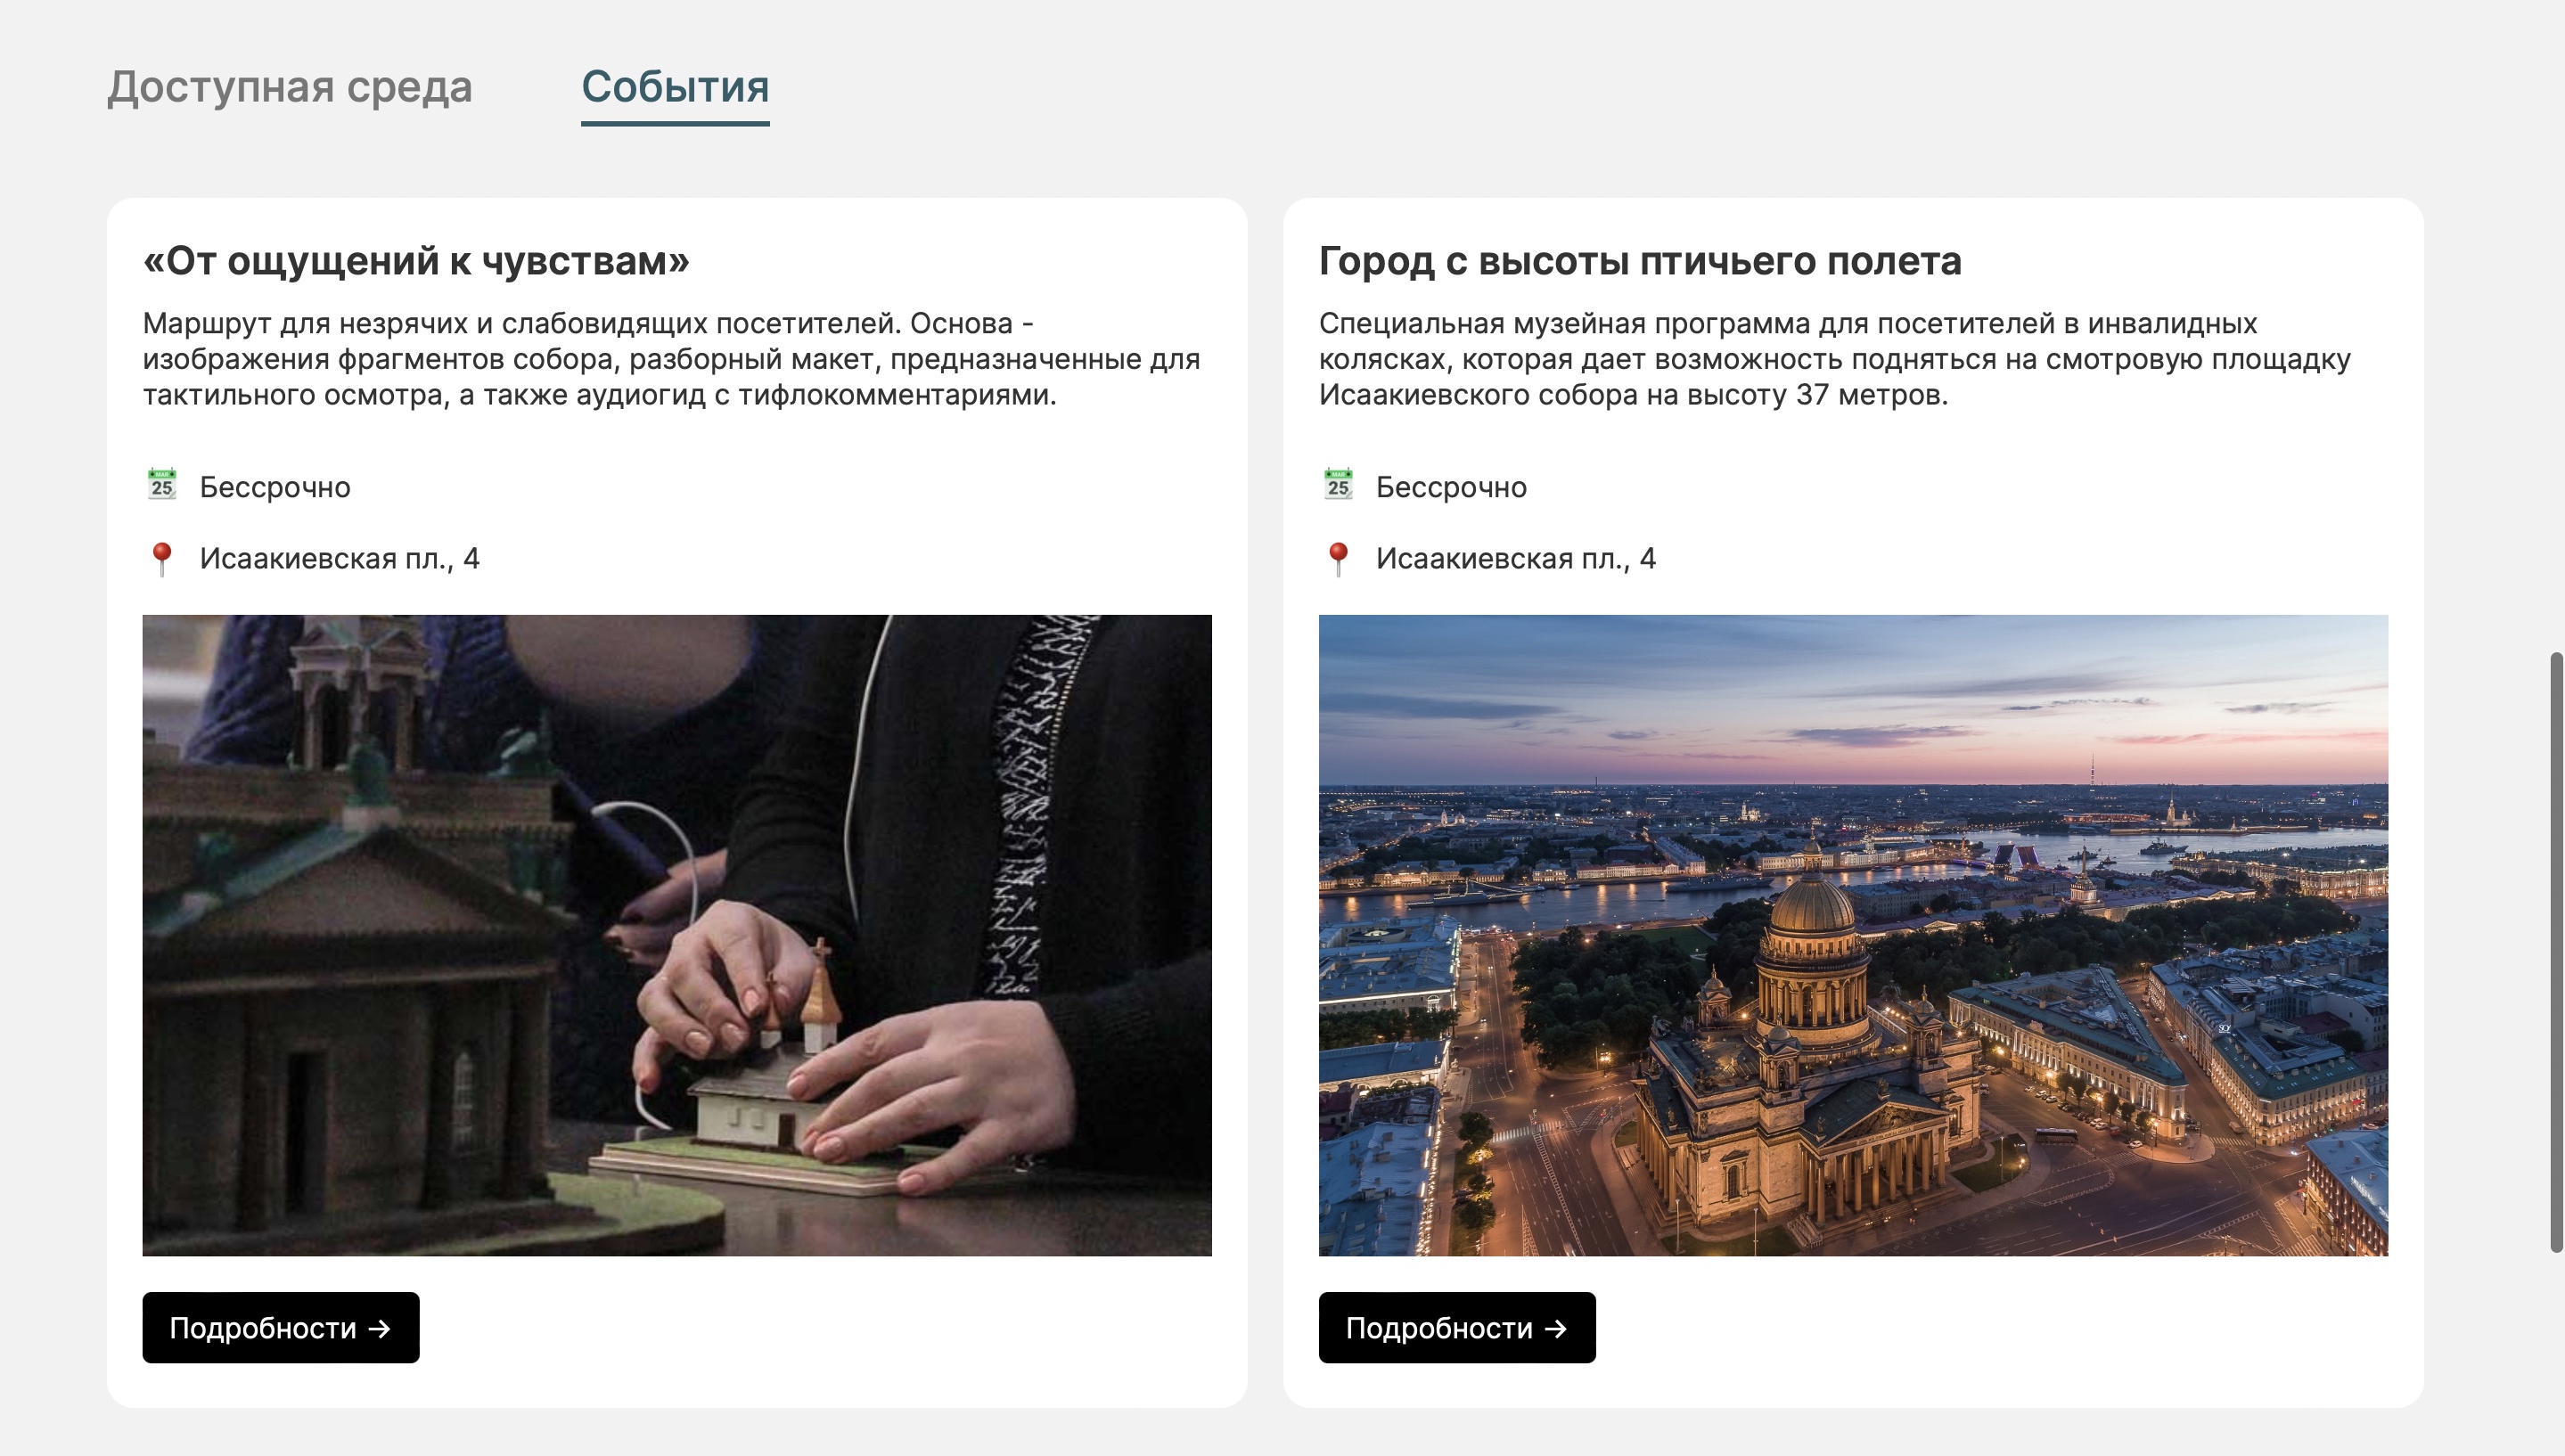 Доступная среда
События
«От ощущений к чувствам»
Маршрут для незрячих и слабовидящих посетителей. Основа -
изображения фрагментов собора, разборный макет, предназначенные для
тактильного осмотра, а также аудиогид с тифлокомментариями.
MAR
25
Бессрочно
Исаакиевская пл., 4
Подробности →
Город с высоты птичьего полета
Специальная музейная программа для посетителей в инвалидных
колясках, которая дает возможность подняться на смотровую площадку
Исаакиевского собора на высоту 37 метров.
MAR
25
Бессрочно
Исаакиевская пл., 4
Подробности →